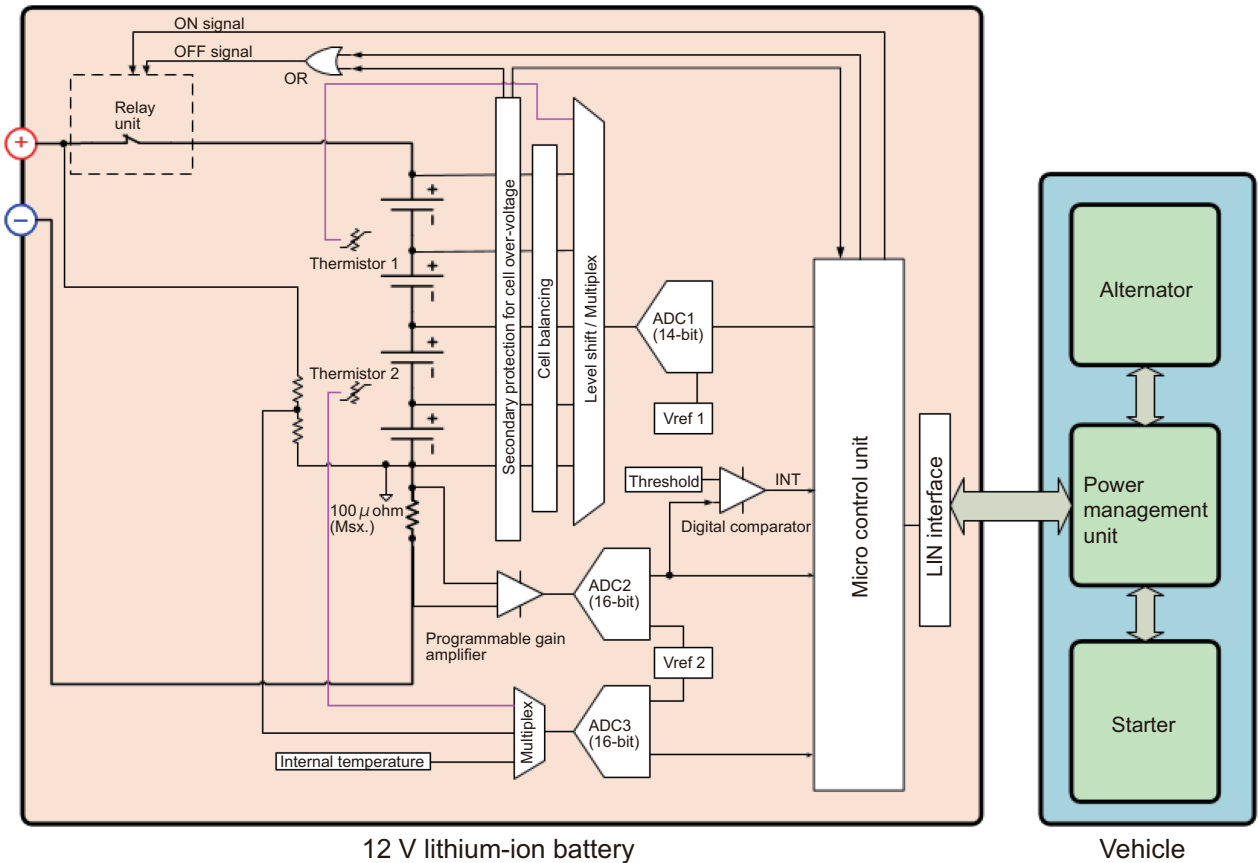 ON signal
OFF signal
OR
Relay
unit
+
−
Thermistor 1
Thermistor 2
+
+
+
+
Secondary protection for cell over-voltage
Cell balancing
Level shift / Multiplex
ADC1
(14-bit)
Vref 1
100 μ ohm
(Msx.)
Threshold
INT
Digital comparator
Programmable gain
amplifier
ADC2
(16-bit)
Vref 2
Multiplex
ADC3
(16-bit)
Internal temperature
Micro control unit
LIN interface
Alternator
Power
management
unit
Starter
12 V lithium-ion battery
Vehicle